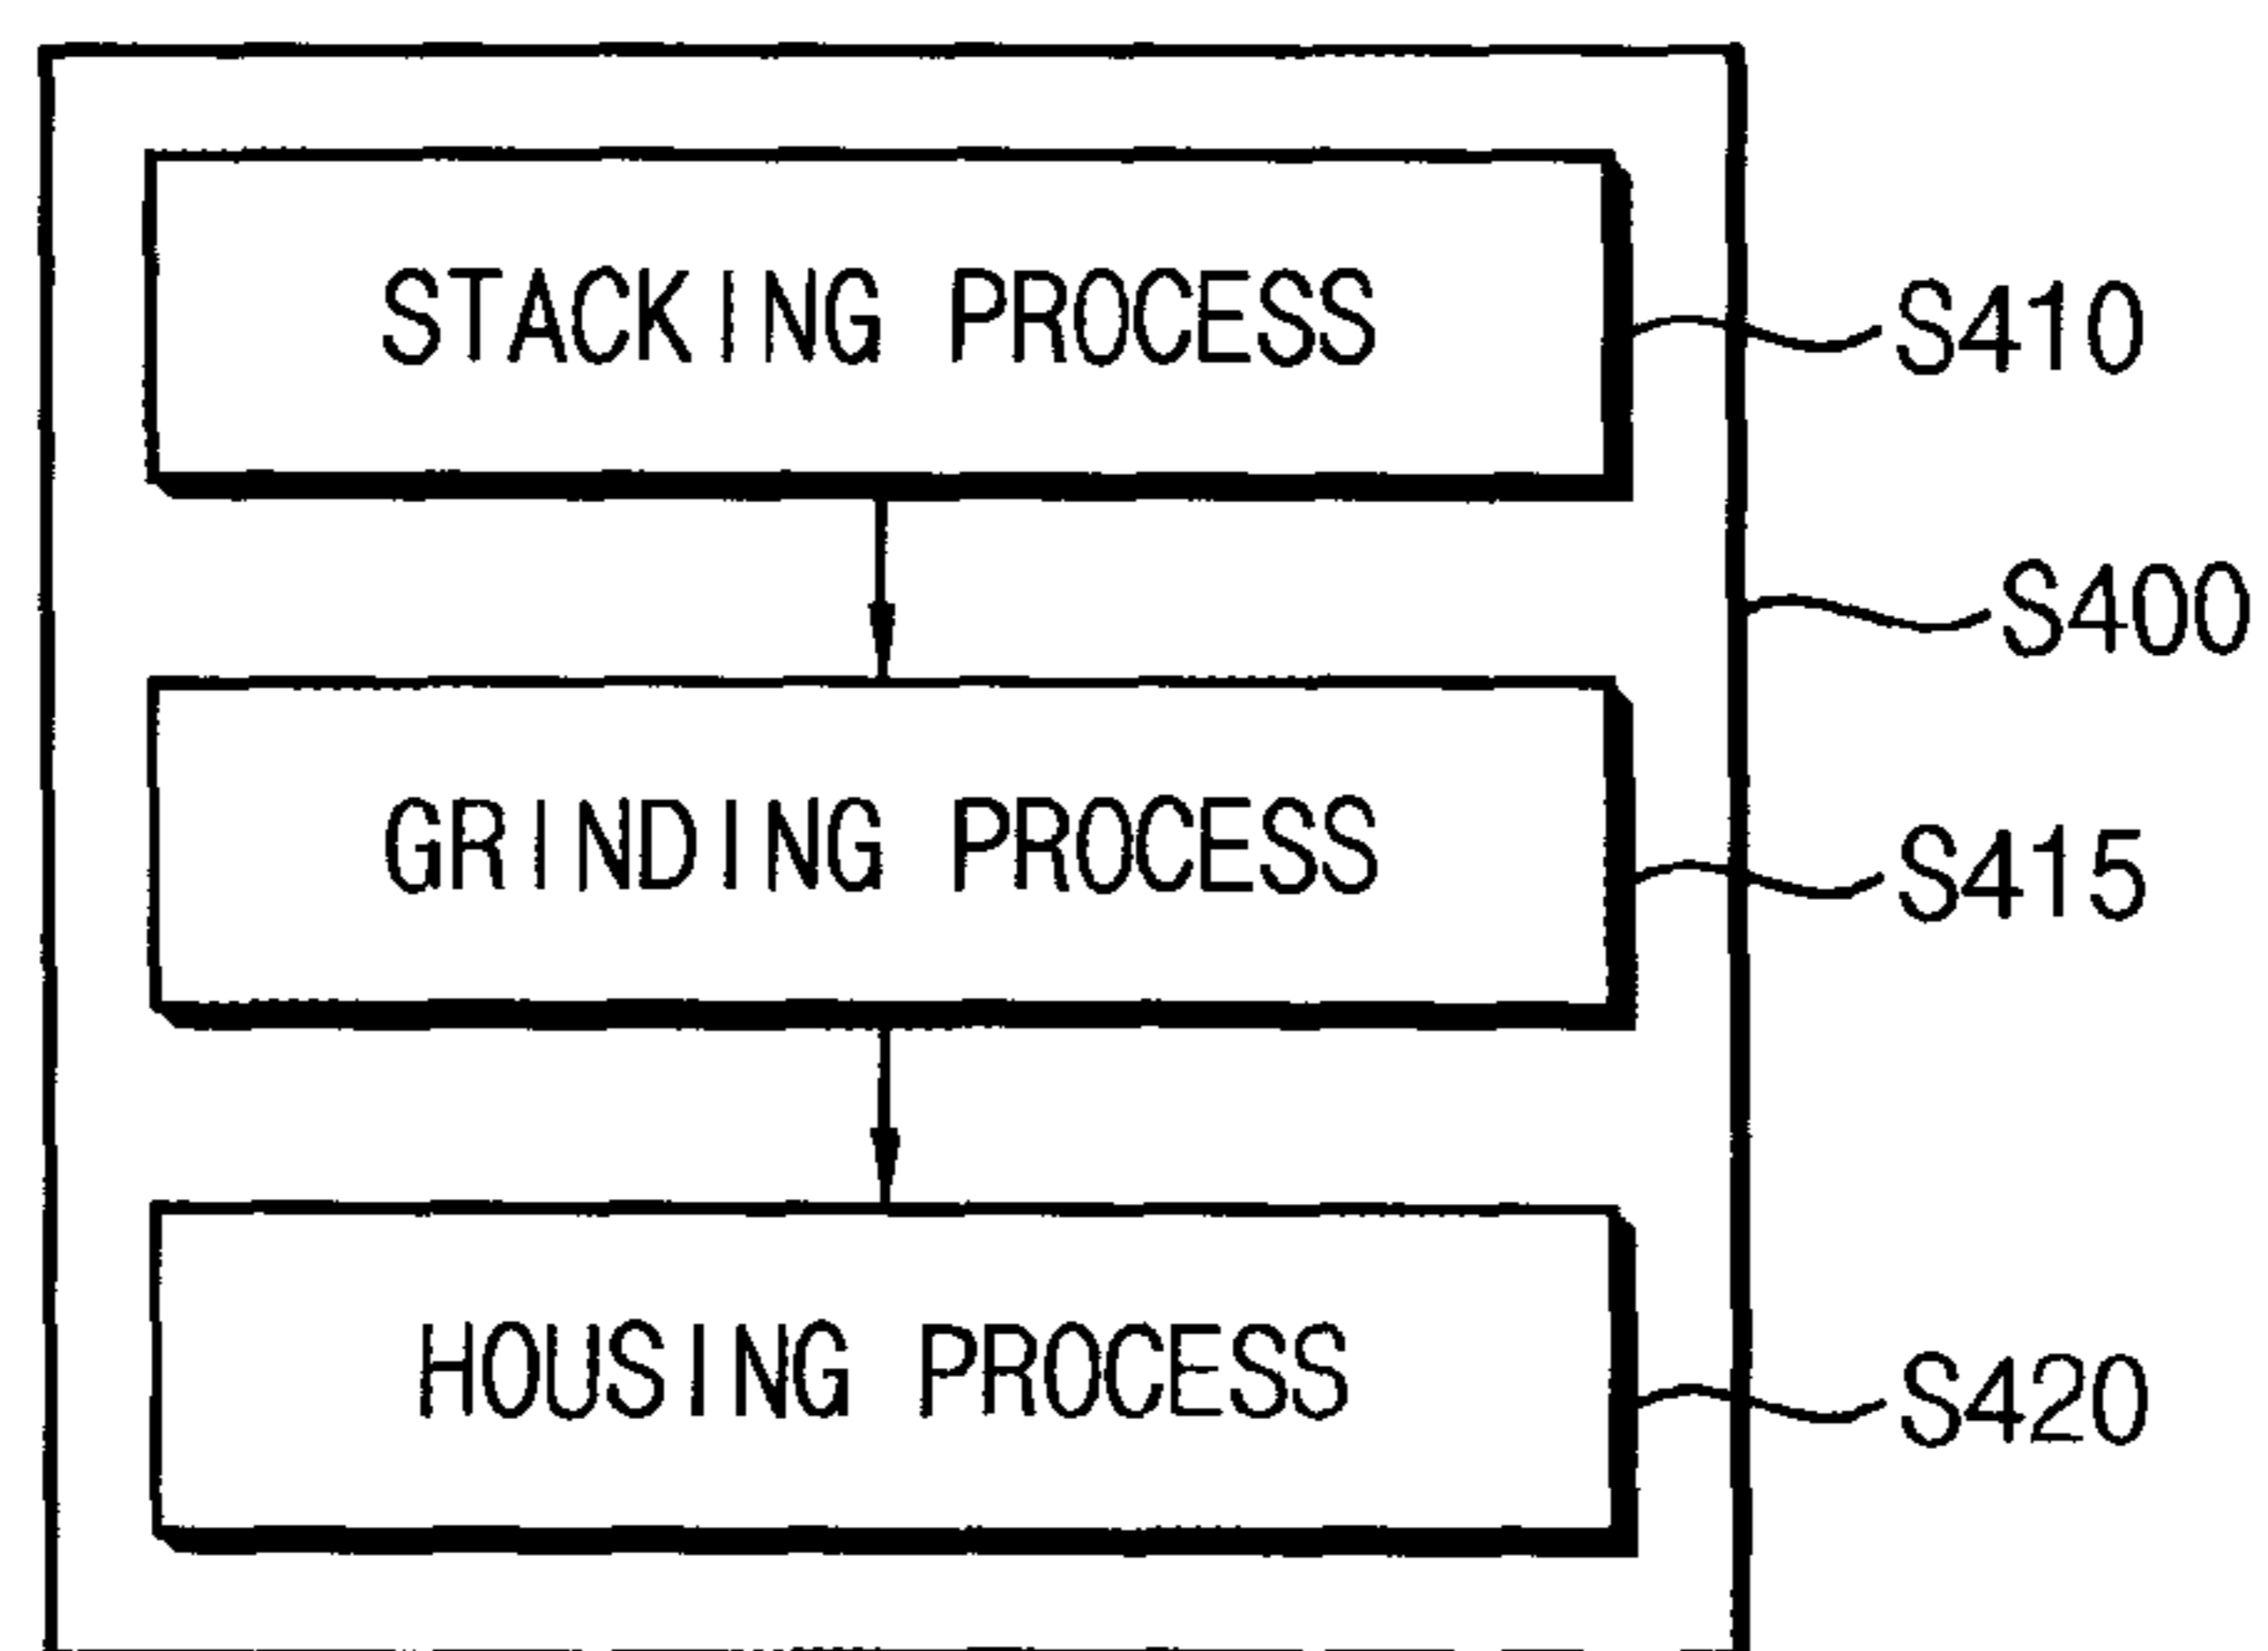 STACKING PROCESS
S410
S400
GRINDING PROCESS
S415
HOUSING PROCESS
S420